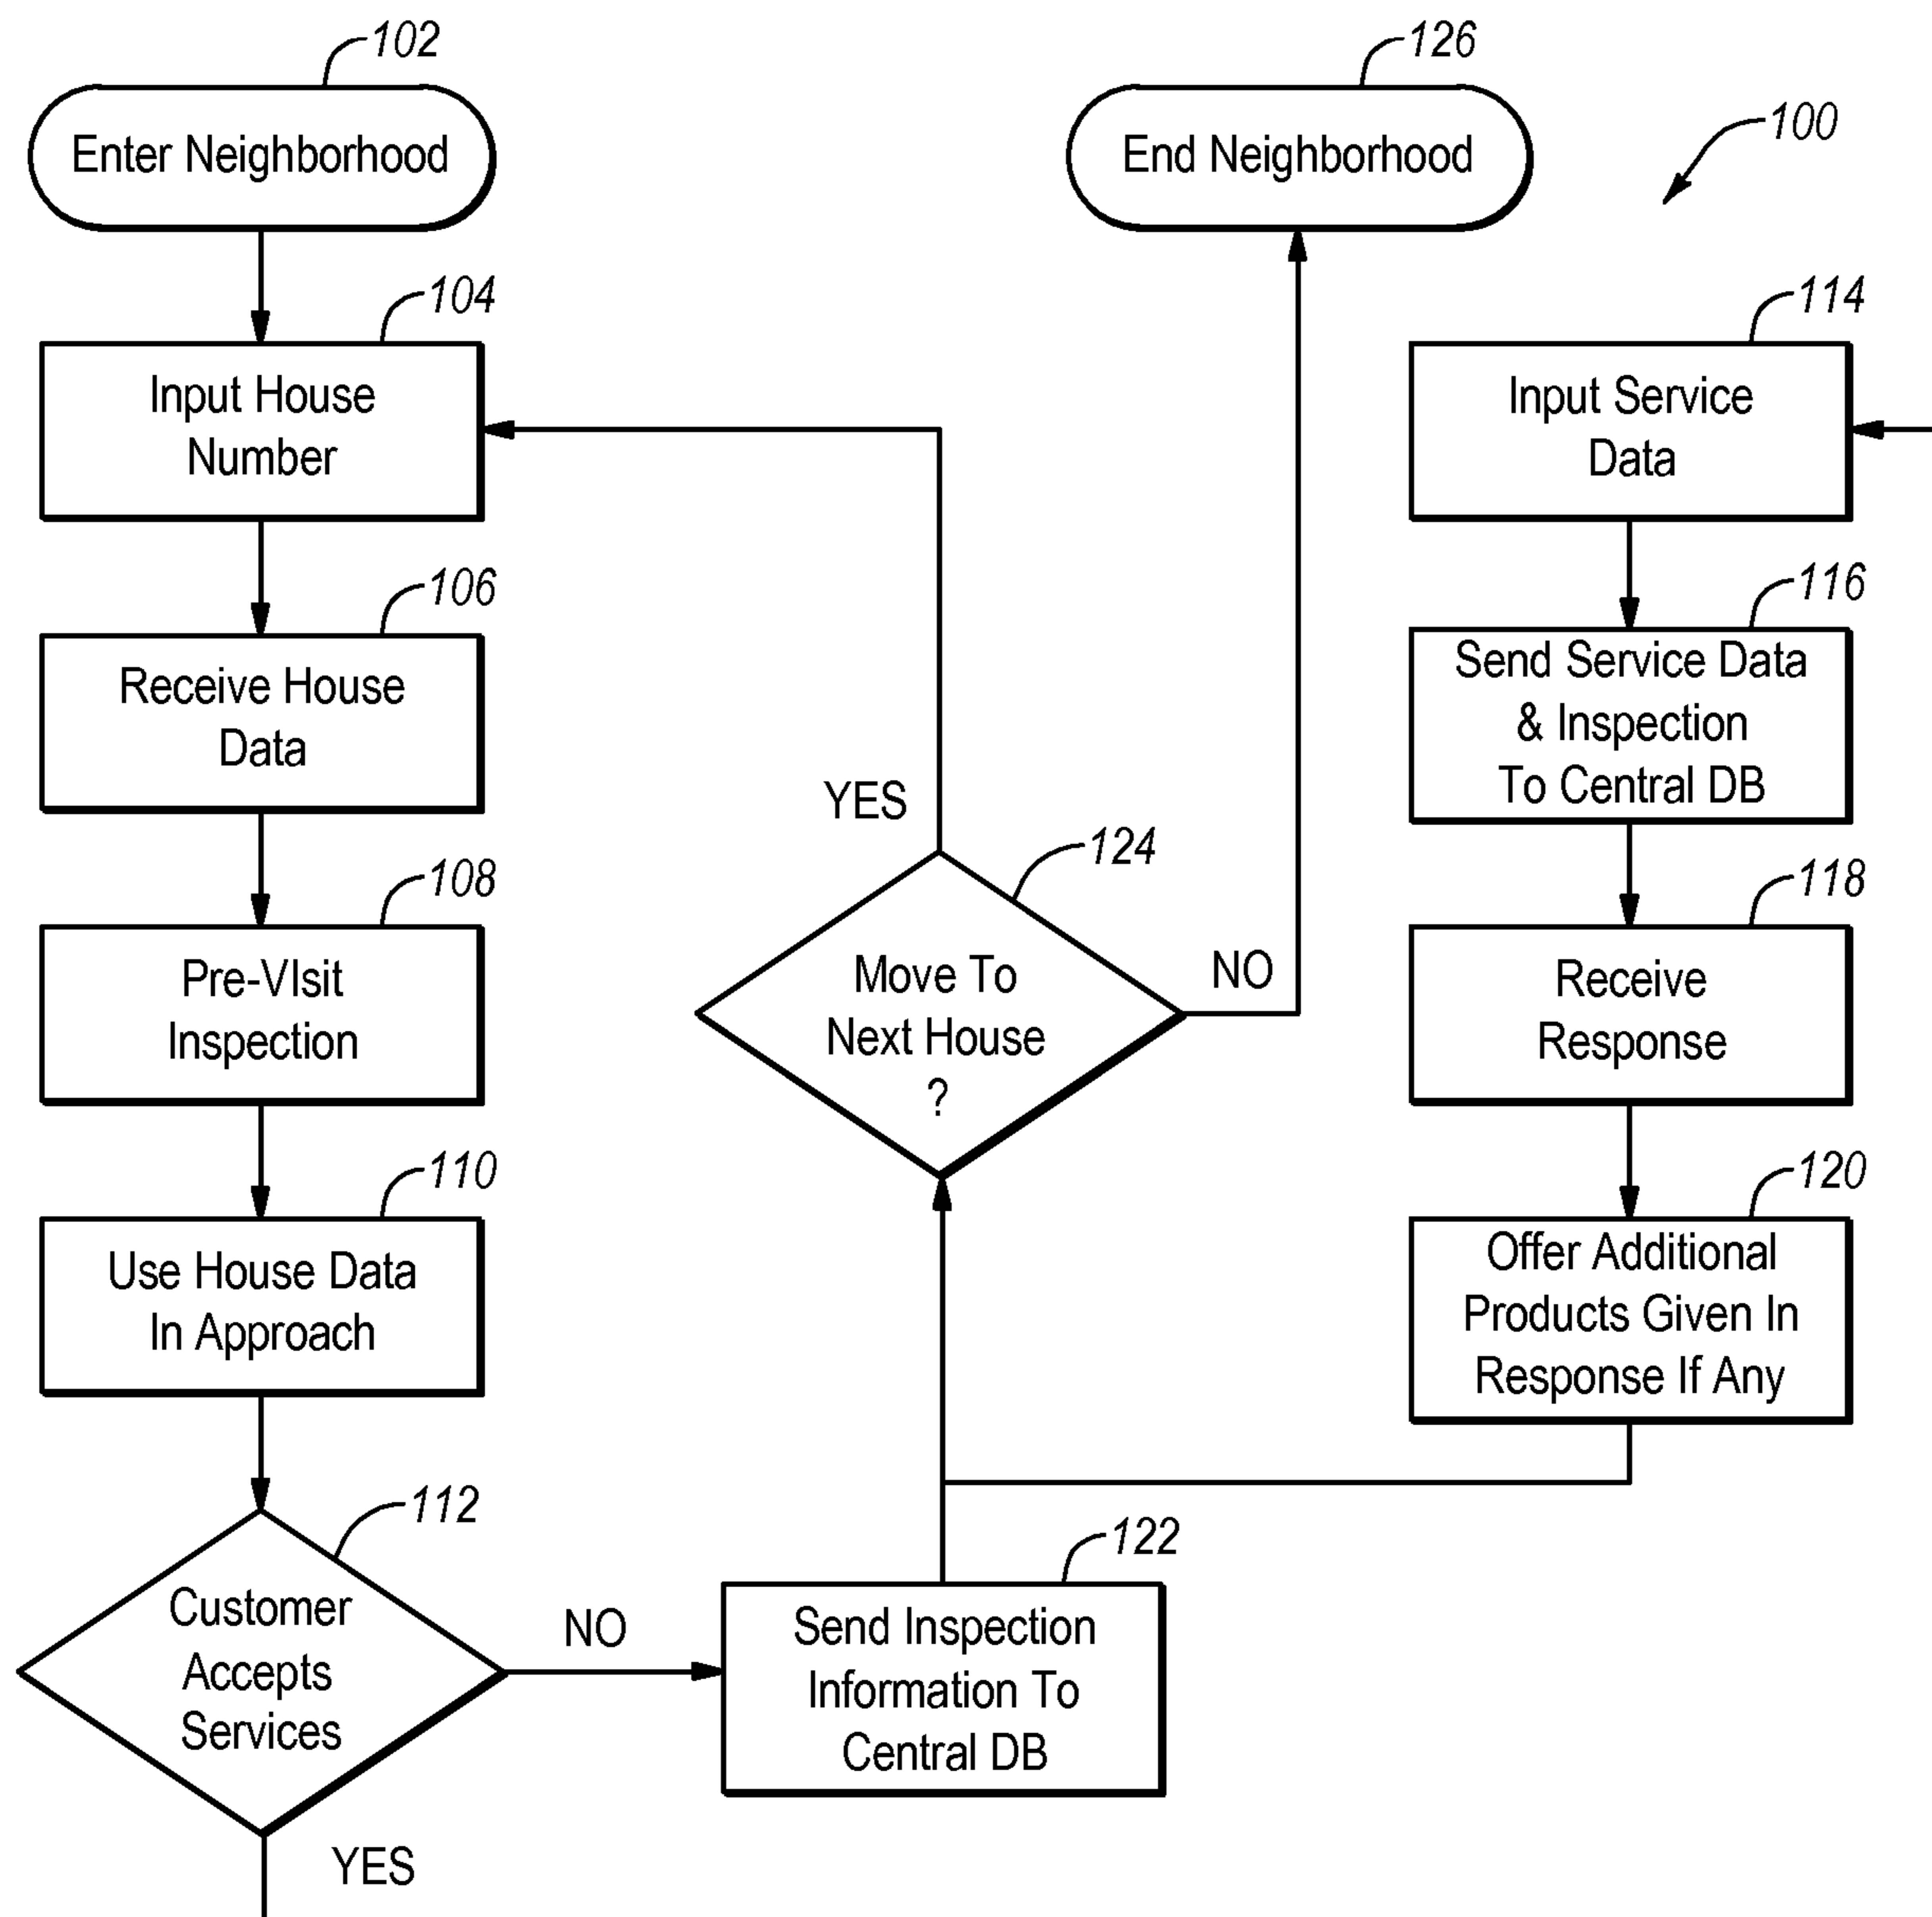 102
Enter Neighborhood
104
Input House
Number
106
Receive House
Data
108
Pre-VIsit
Inspection
110
Use House Data
In Approach
112
Customer
Accepts
Services
YES
NO
122
Send Inspection
Information To
Central DB
124
Move To
Next House
?
YES
NO
126
End Neighborhood
100
114
Input Service
Data
116
Send Service Data
& Inspection
To Central DB
118
Receive
Response
120
Offer Additional
Products Given In
Response If Any